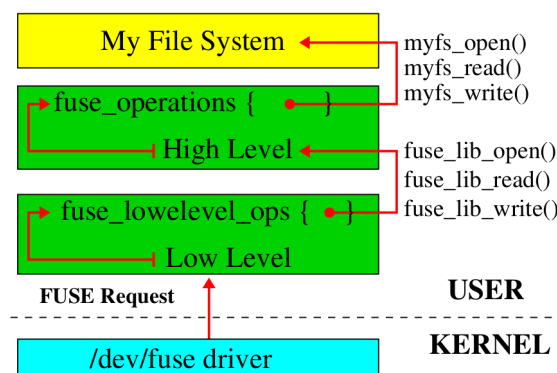 My File System
myfs_open()
myfs_read()
myfs_write()
fuse_operations { }
High Level
fuse_lib_open()
fuse_lib_read()
fuse_lib_write()
fuse_lowelevel_ops { }
Low Level
FUSE Request
USER
KERNEL
/dev/fuse driver